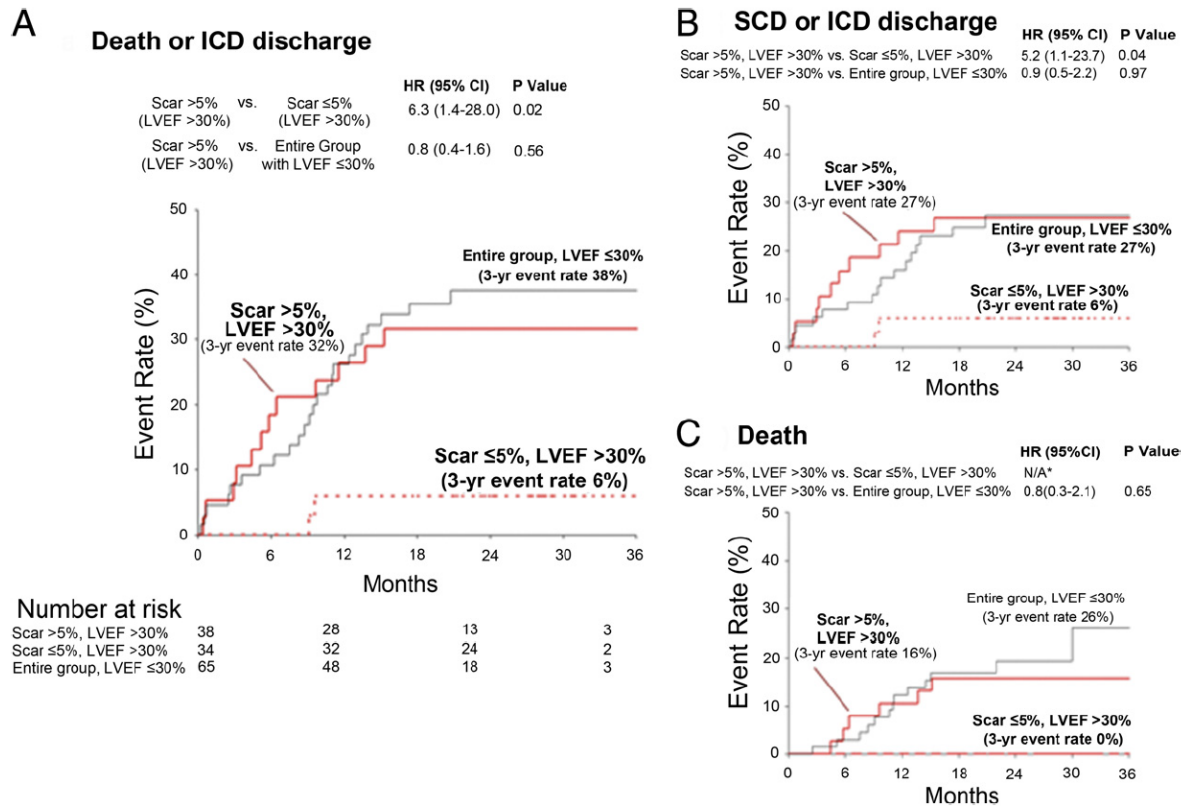 A
Death or ICD discharge
HR (95% CI) P Value
Scar >5% vs. Scar ≤5% 6.3 (1.4-28.0) 0.02
(LVEF >30%) (LVEF >30%)
Scar >5% vs. Entire Group 0.8 (0.4-1.6) 0.56
(LVEF >30%) with LVEF ≤30%
50
40
30
20
10
0
Event Rate (%)
Entire group, LVEF ≤30%
(3-yr event rate 38%)
Scar >5%,
LVEF >30%
(3-yr event rate 32%)
Scar ≤5%, LVEF >30%
(3-yr event rate 6%)
0 6 12 18 24 30 36
Months
Number at risk
Scar >5%, LVEF >30% 38 28 13 3
Scar ≤5%, LVEF >30% 34 32 24 2
Entire group, LVEF ≤30% 65 48 18 3
B
SCD or ICD discharge
HR (95% CI) P Value
Scar >5%, LVEF >30% vs. Scar ≤5%, LVEF >30% 5.2 (1.1-23.7) 0.04
Scar >5%, LVEF >30% vs. Entire group, LVEF ≤30% 0.9 (0.5-2.2) 0.97
50
40
30
20
10
0
Event Rate (%)
Scar >5%,
LVEF >30%
(3-yr event rate 27%)
Entire group, LVEF ≤30%
(3-yr event rate 27%)
Scar ≤5%, LVEF >30%
(3-yr event rate 6%)
0 6 12 18 24 30 36
Months
C
Death
HR (95%CI) P Value
Scar >5%, LVEF >30% vs. Scar ≤5%, LVEF >30% N/A*
Scar >5%, LVEF >30% vs. Entire group, LVEF ≤30% 0.8(0.3-2.1) 0.65
50
40
30
20
10
0
Event Rate (%)
Entire group, LVEF ≤30%
(3-yr event rate 26%)
Scar >5%,
LVEF >30%
(3-yr event rate 16%)
Scar ≤5%, LVEF >30%
(3-yr event rate 0%)
0 6 12 18 24 30 36
Months